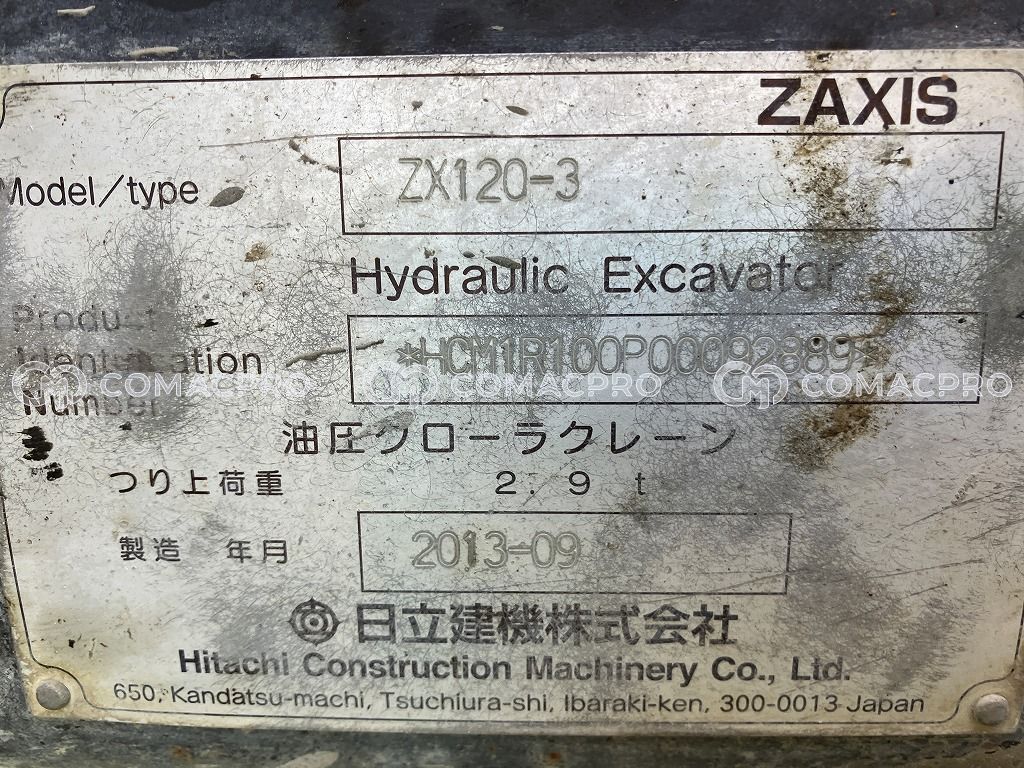 ZAXIS
Model/type ZX120-3
Hydraulic Excavator
Product
Identification
Number
*HCM1R100P00092889*
COMACPRO COMACPRO COMACPRO
油圧クローラクレーン
つり上荷重 2.9 t
製造 年月 2013-09
日立建機株式会社
Hitachi Construction Machinery Co., Ltd.
650, Kandatsu-machi, Tsuchiura-shi, Ibaraki-ken, 300-0013 Japan